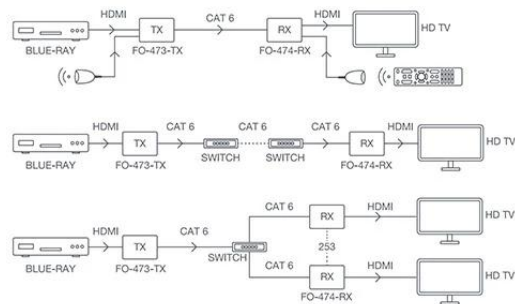 HDMI CAT 6 HDMI
TX RX HD TV
BLUE-RAY FO-473-TX FO-474-RX
HDMI CAT 6 CAT 6 CAT 6 HDMI
TX RX HD TV
BLUE-RAY FO-473-TX SWITCH SWITCH FO-474-RX
CAT 6 HDMI
RX HD TV
HDMI CAT 6
TX SWITCH 253
BLUE-RAY FO-473-TX
CAT 6 HDMI
RX HD TV
FO-474-RX